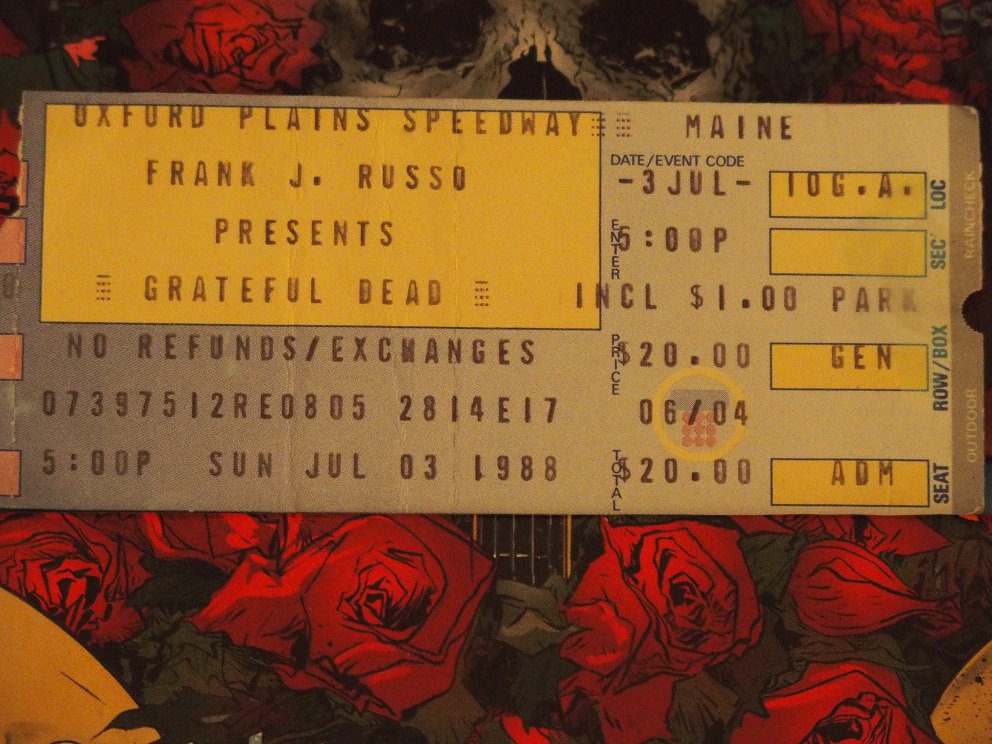 OXFORD PLAINS SPEEDWAY MAINE
FRANK J. RUSSO
PRESENTS
GRATEFUL DEAD
NO REFUNDS/EXCHANGES
07397512RE0805 2814E17
5:00P SUN JUL 03 1988
DATE/EVENT CODE
-3JUL-
ENTER
5:00P
INCL $1.00 PARK
PRICE
$20.00
06/04
TOTAL
$20.00
10G.A.
LOC
SEC
GEN
ROW/BOX
ADM
SEAT
RAINCHECK
OUTDOOR